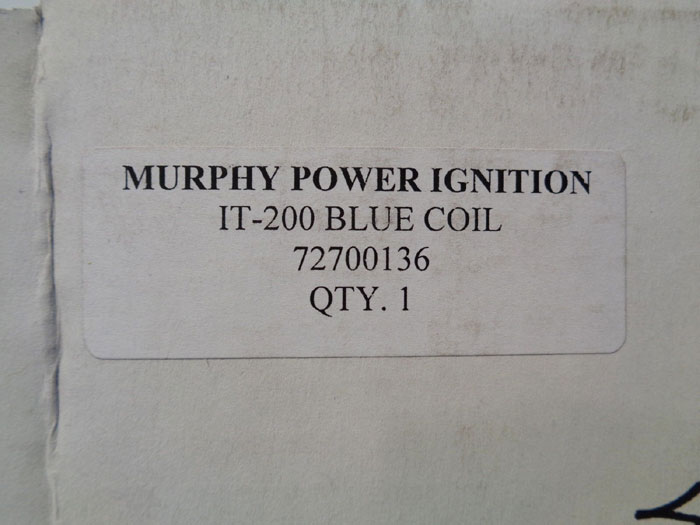 MURPHY POWER IGNITION
IT-200 BLUE COIL
72700136
QTY. 1